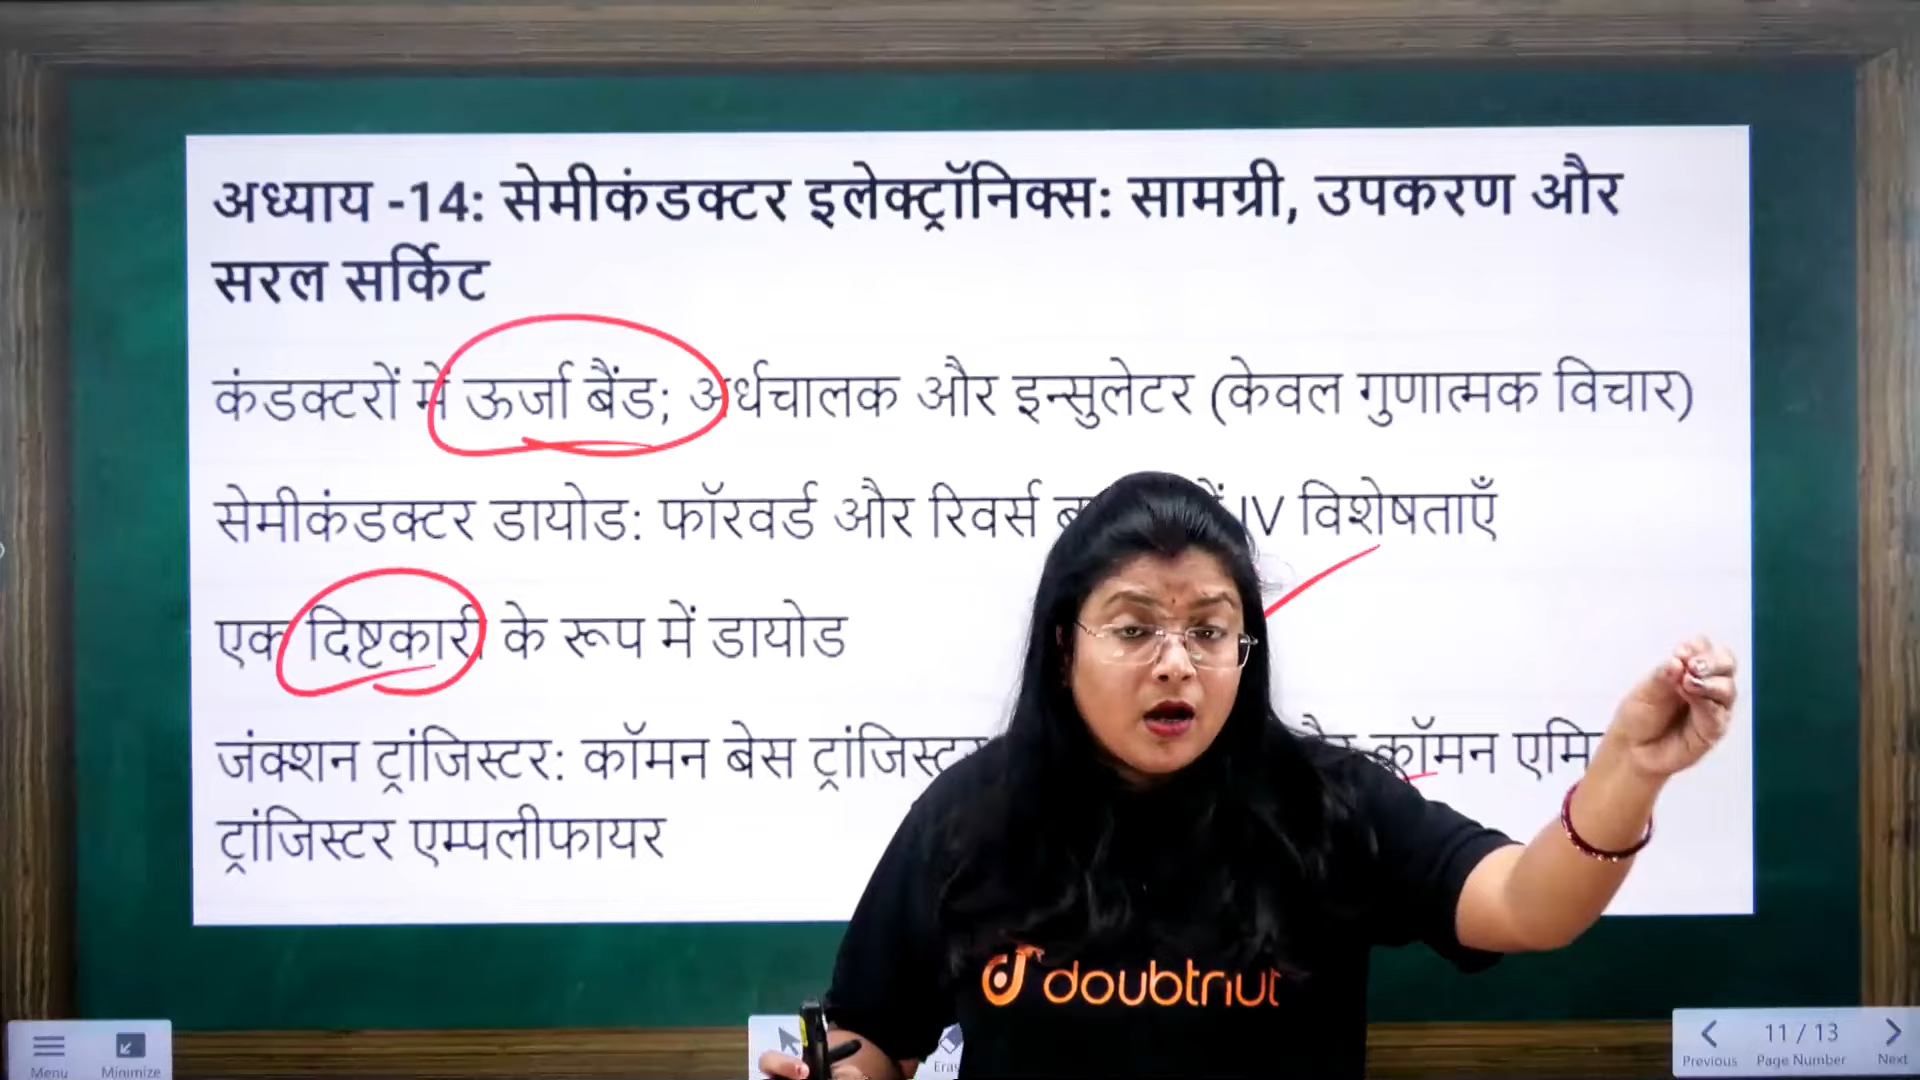 अध्याय -14: सेमीकंडक्टर इलेक्ट्रॉनिक्स: सामग्री, उपकरण और
सरल सर्किट
कंडक्टरों में ऊर्जा बैंड; अर्धचालक और इन्सुलेटर (केवल गुणात्मक विचार)
सेमीकंडक्टर डायोड: फॉरवर्ड और रिवर्स IV विशेषताएँ
एक दिष्टकारी के रूप में डायोड
जंक्शन ट्रांजिस्टर: कॉमन बेस कॉमन
ट्रांजिस्टर एम्पलीफायर
doubtnut
Menu
Minimize
11 / 13
Previous Page Number Next